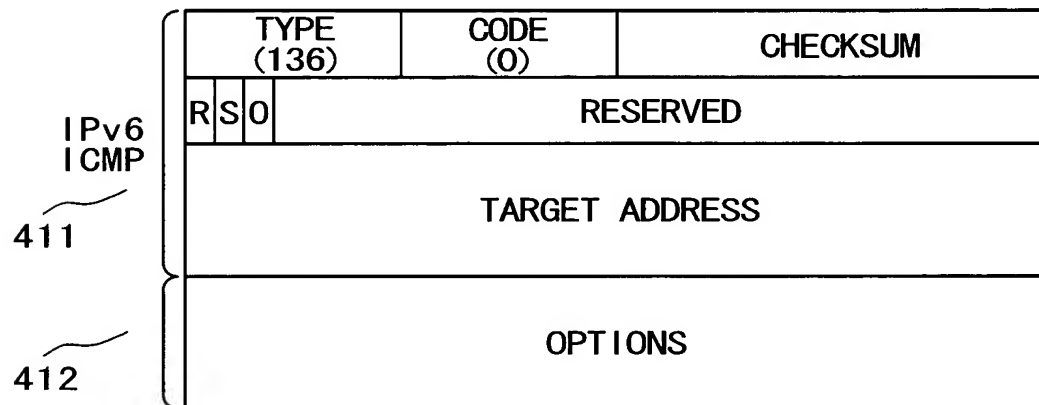 TYPE
(136)
CODE
(0)
CHECKSUM
R S O
RESERVED
IPv6
ICMP
TARGET ADDRESS
411
OPTIONS
412